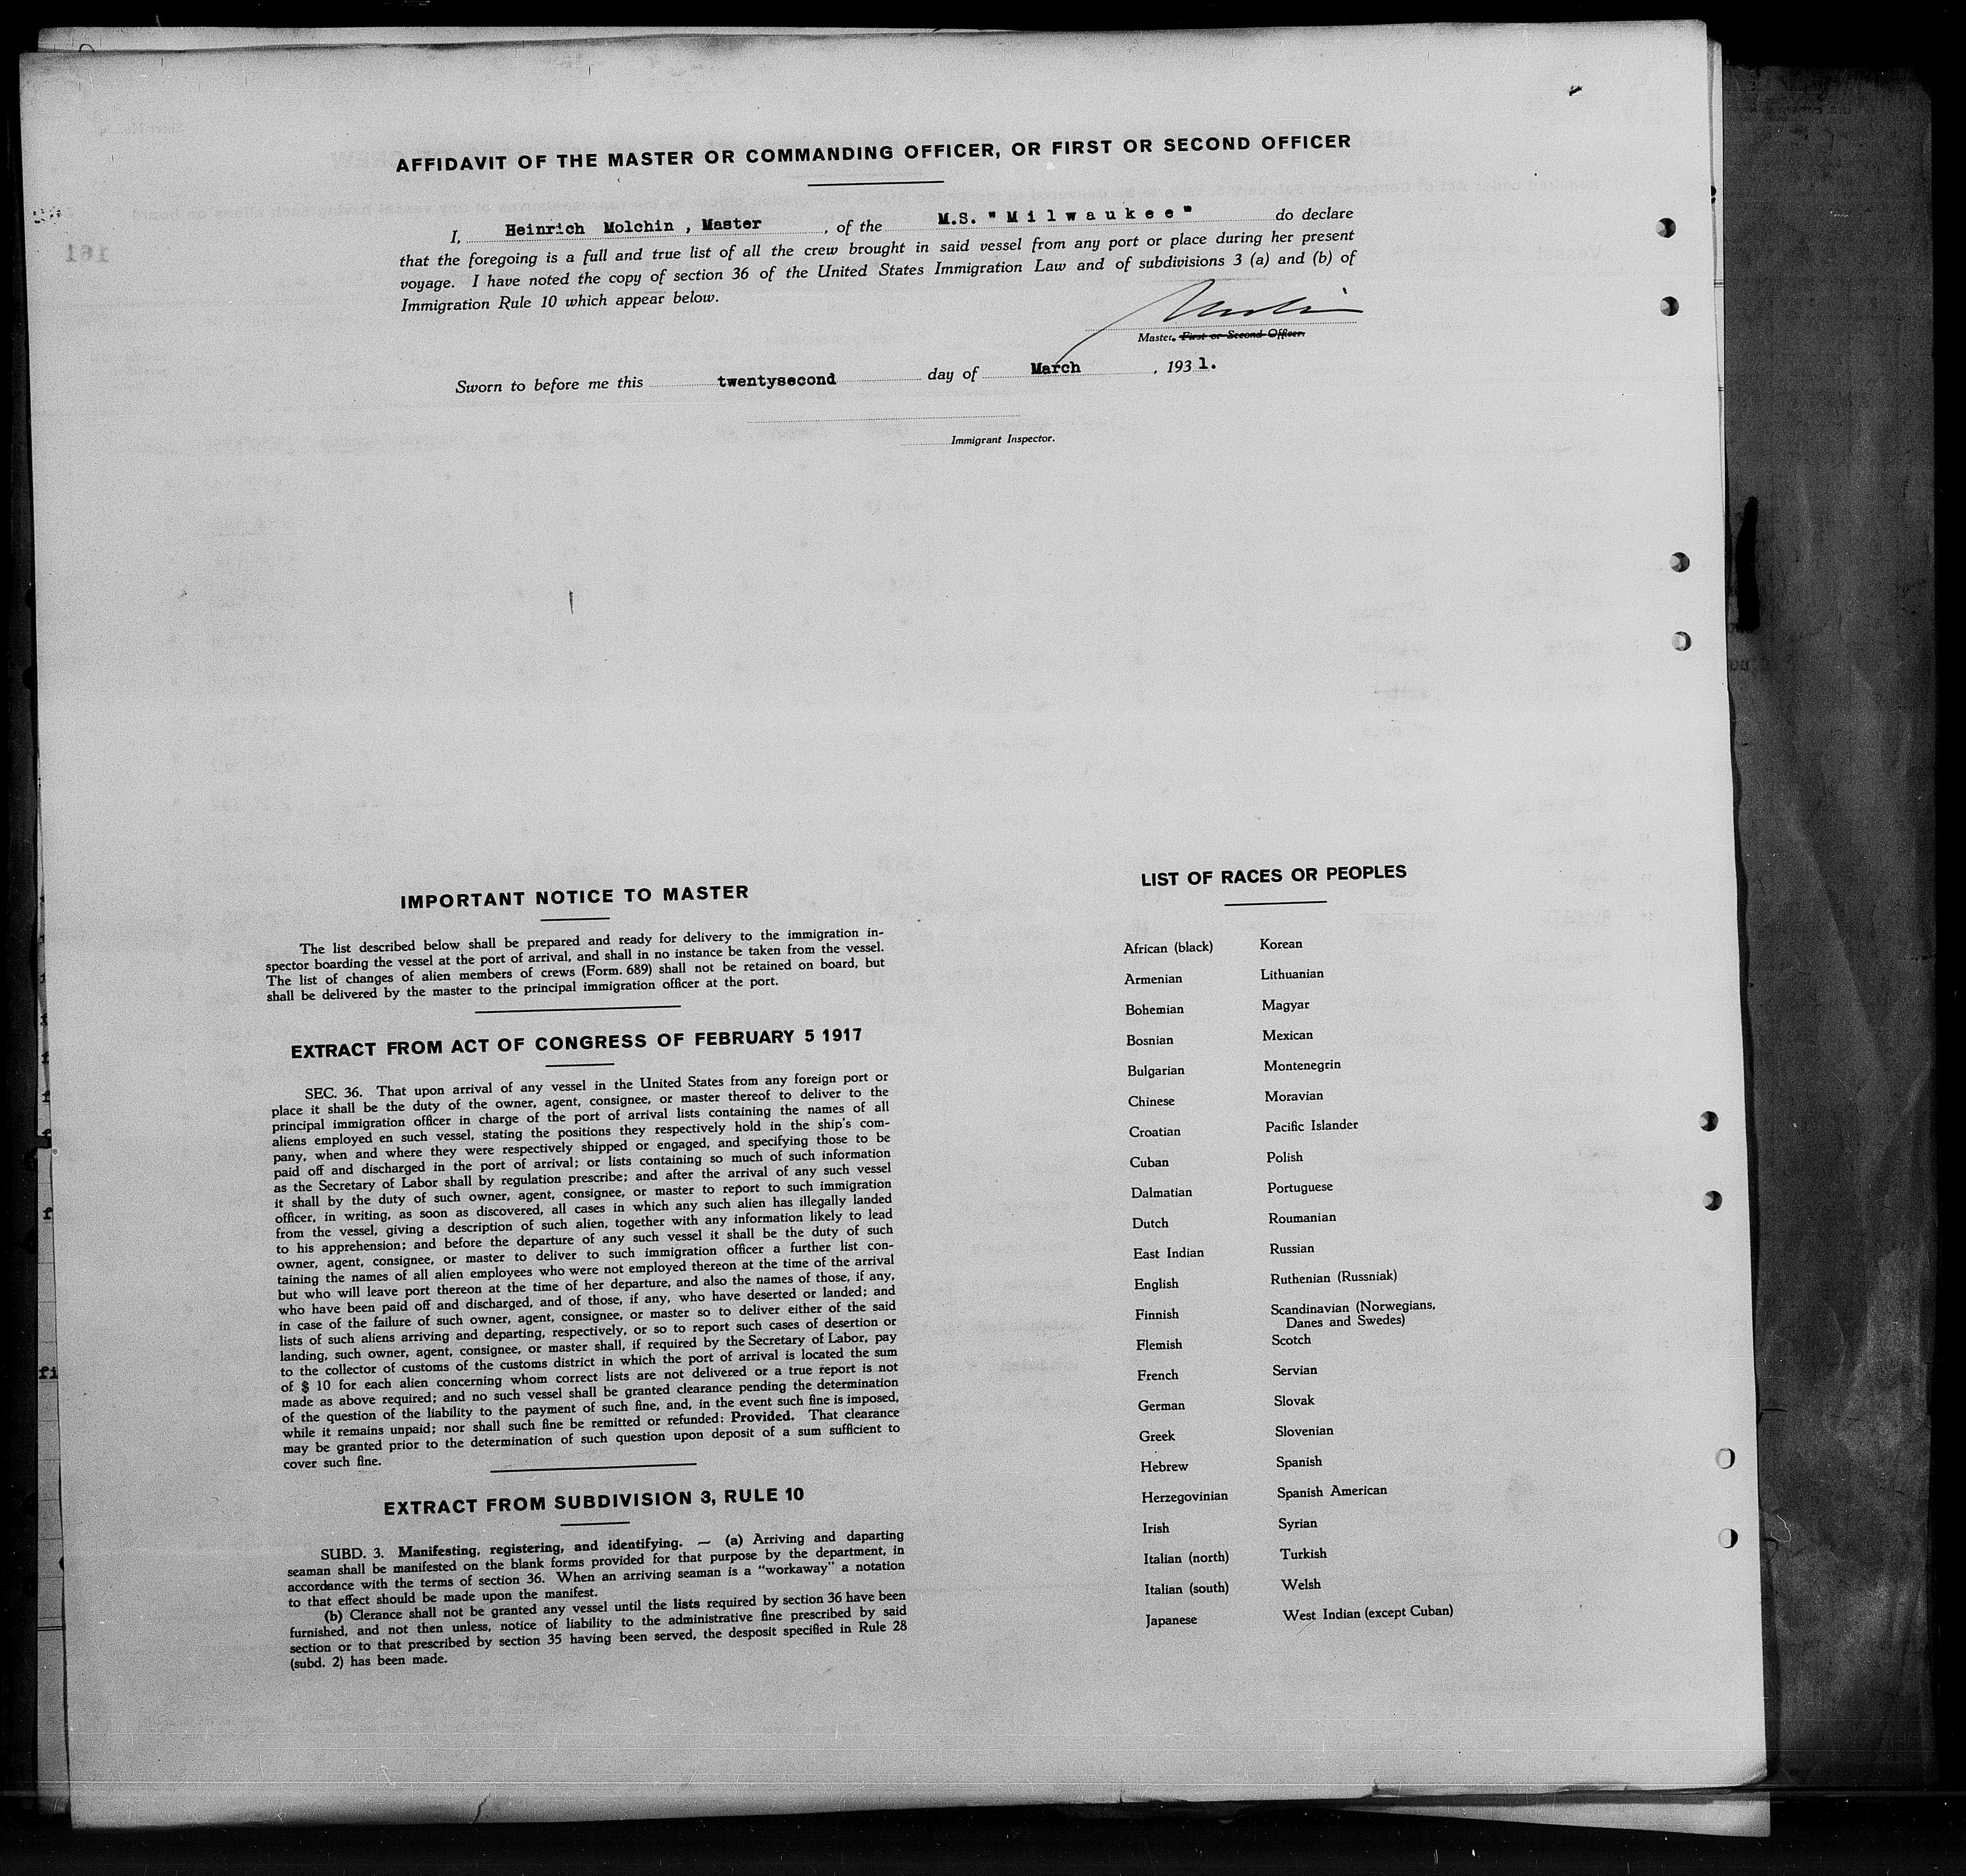 AFFIDAVIT OF THE MASTER OR COMMANDING OFFICER, OR FIRST OR SECOND OFFICER
I, Heinrich Molchin , Master , of the M.S. "Milwaukee" do declare
that the foregoing is a full and true list of all the crew brought in said vessel from any port or place during her present
voyage. I have noted the copy of section 36 of the United States Immigration Law and of subdivisions 3 (a) and (b) of
Immigration Rule 10 which appear below.
Master. First or Second Officer.
Sworn to before me this twentysecond day of March , 1931.
Immigrant Inspector.
IMPORTANT NOTICE TO MASTER
The list described below shall be prepared and ready for delivery to the immigration in-
spector boarding the vessel at the port of arrival, and shall in no instance be taken from the vessel.
The list of changes of alien members of crews (Form. 689) shall not be retained on board, but
shall be delivered by the master to the principal immigration officer at the port.
EXTRACT FROM ACT OF CONGRESS OF FEBRUARY 5 1917
SEC. 36. That upon arrival of any vessel in the United States from any foreign port or
place it shall be the duty of the owner, agent, consignee, or master thereof to deliver to the
principal immigration officer in charge of the port of arrival lists containing the names of all
aliens employed en such vessel, stating the positions they respectively hold in the ship's com-
pany, when and where they were respectively shipped or engaged, and specifying those to be
paid off and discharged in the port of arrival; or lists containing so much of such information
as the Secretary of Labor shall by regulation prescribe; and after the arrival of any such vessel
it shall by the duty of such owner, agent, consignee, or master to report to such immigration
officer, in writing, as soon as discovered, all cases in which any such alien has illegally landed
from the vessel, giving a description of such alien, together with any information likely to lead
to his apprehension; and before the departure of any such vessel it shall be the duty of such
owner, agent, consignee, or master to deliver to such immigration officer a further list con-
taining the names of all alien employees who were not employed thereon at the time of the arrival
but who will leave port thereon at the time of her departure, and also the names of those, if any,
who have been paid off and discharged, and of those, if any, who have deserted or landed; and
in case of the failure of such owner, agent, consignee, or master so to deliver either of the said
lists of such aliens arriving and departing, respectively, or so to report such cases of desertion or
landing, such owner, agent, consignee, or master shall, if required by the Secretary of Labor, pay
to the collector of customs of the customs district in which the port of arrival is located the sum
of $ 10 for each alien concerning whom correct lists are not delivered or a true report is not
made as above required; and no such vessel shall be granted clearance pending the determination
of the question of the liability to the payment of such fine, and, in the event such fine is imposed,
while it remains unpaid; nor shall such fine be remitted or refunded: Provided. That clearance
may be granted prior to the determination of such question upon deposit of a sum sufficient to
cover such fine.
EXTRACT FROM SUBDIVISION 3, RULE 10
SUBD. 3. Manifesting, registering, and identifying. — (a) Arriving and daparting
seaman shall be manifested on the blank forms provided for that purpose by the department, in
accordance with the terms of section 36. When an arriving seaman is a "workaway" a notation
to that effect should be made upon the manifest.
(b) Clerance shall not be granted any vessel until the lists required by section 36 have been
furnished, and not then unless, notice of liability to the administrative fine prescribed by said
section or to that prescribed by section 35 having been served, the desposit specified in Rule 28
(subd. 2) has been made.
LIST OF RACES OR PEOPLES
African (black)
Armenian
Bohemian
Bosnian
Bulgarian
Chinese
Croatian
Cuban
Dalmatian
Dutch
East Indian
English
Finnish
Flemish
French
German
Greek
Hebrew
Herzegovinian
Irish
Italian (north)
Italian (south)
Japanese
Korean
Lithuanian
Magyar
Mexican
Montenegrin
Moravian
Pacific Islander
Polish
Portuguese
Roumanian
Russian
Ruthenian (Russniak)
Scandinavian (Norwegians,
Danes and Swedes)
Scotch
Servian
Slovak
Slovenian
Spanish
Spanish American
Syrian
Turkish
Welsh
West Indian (except Cuban)